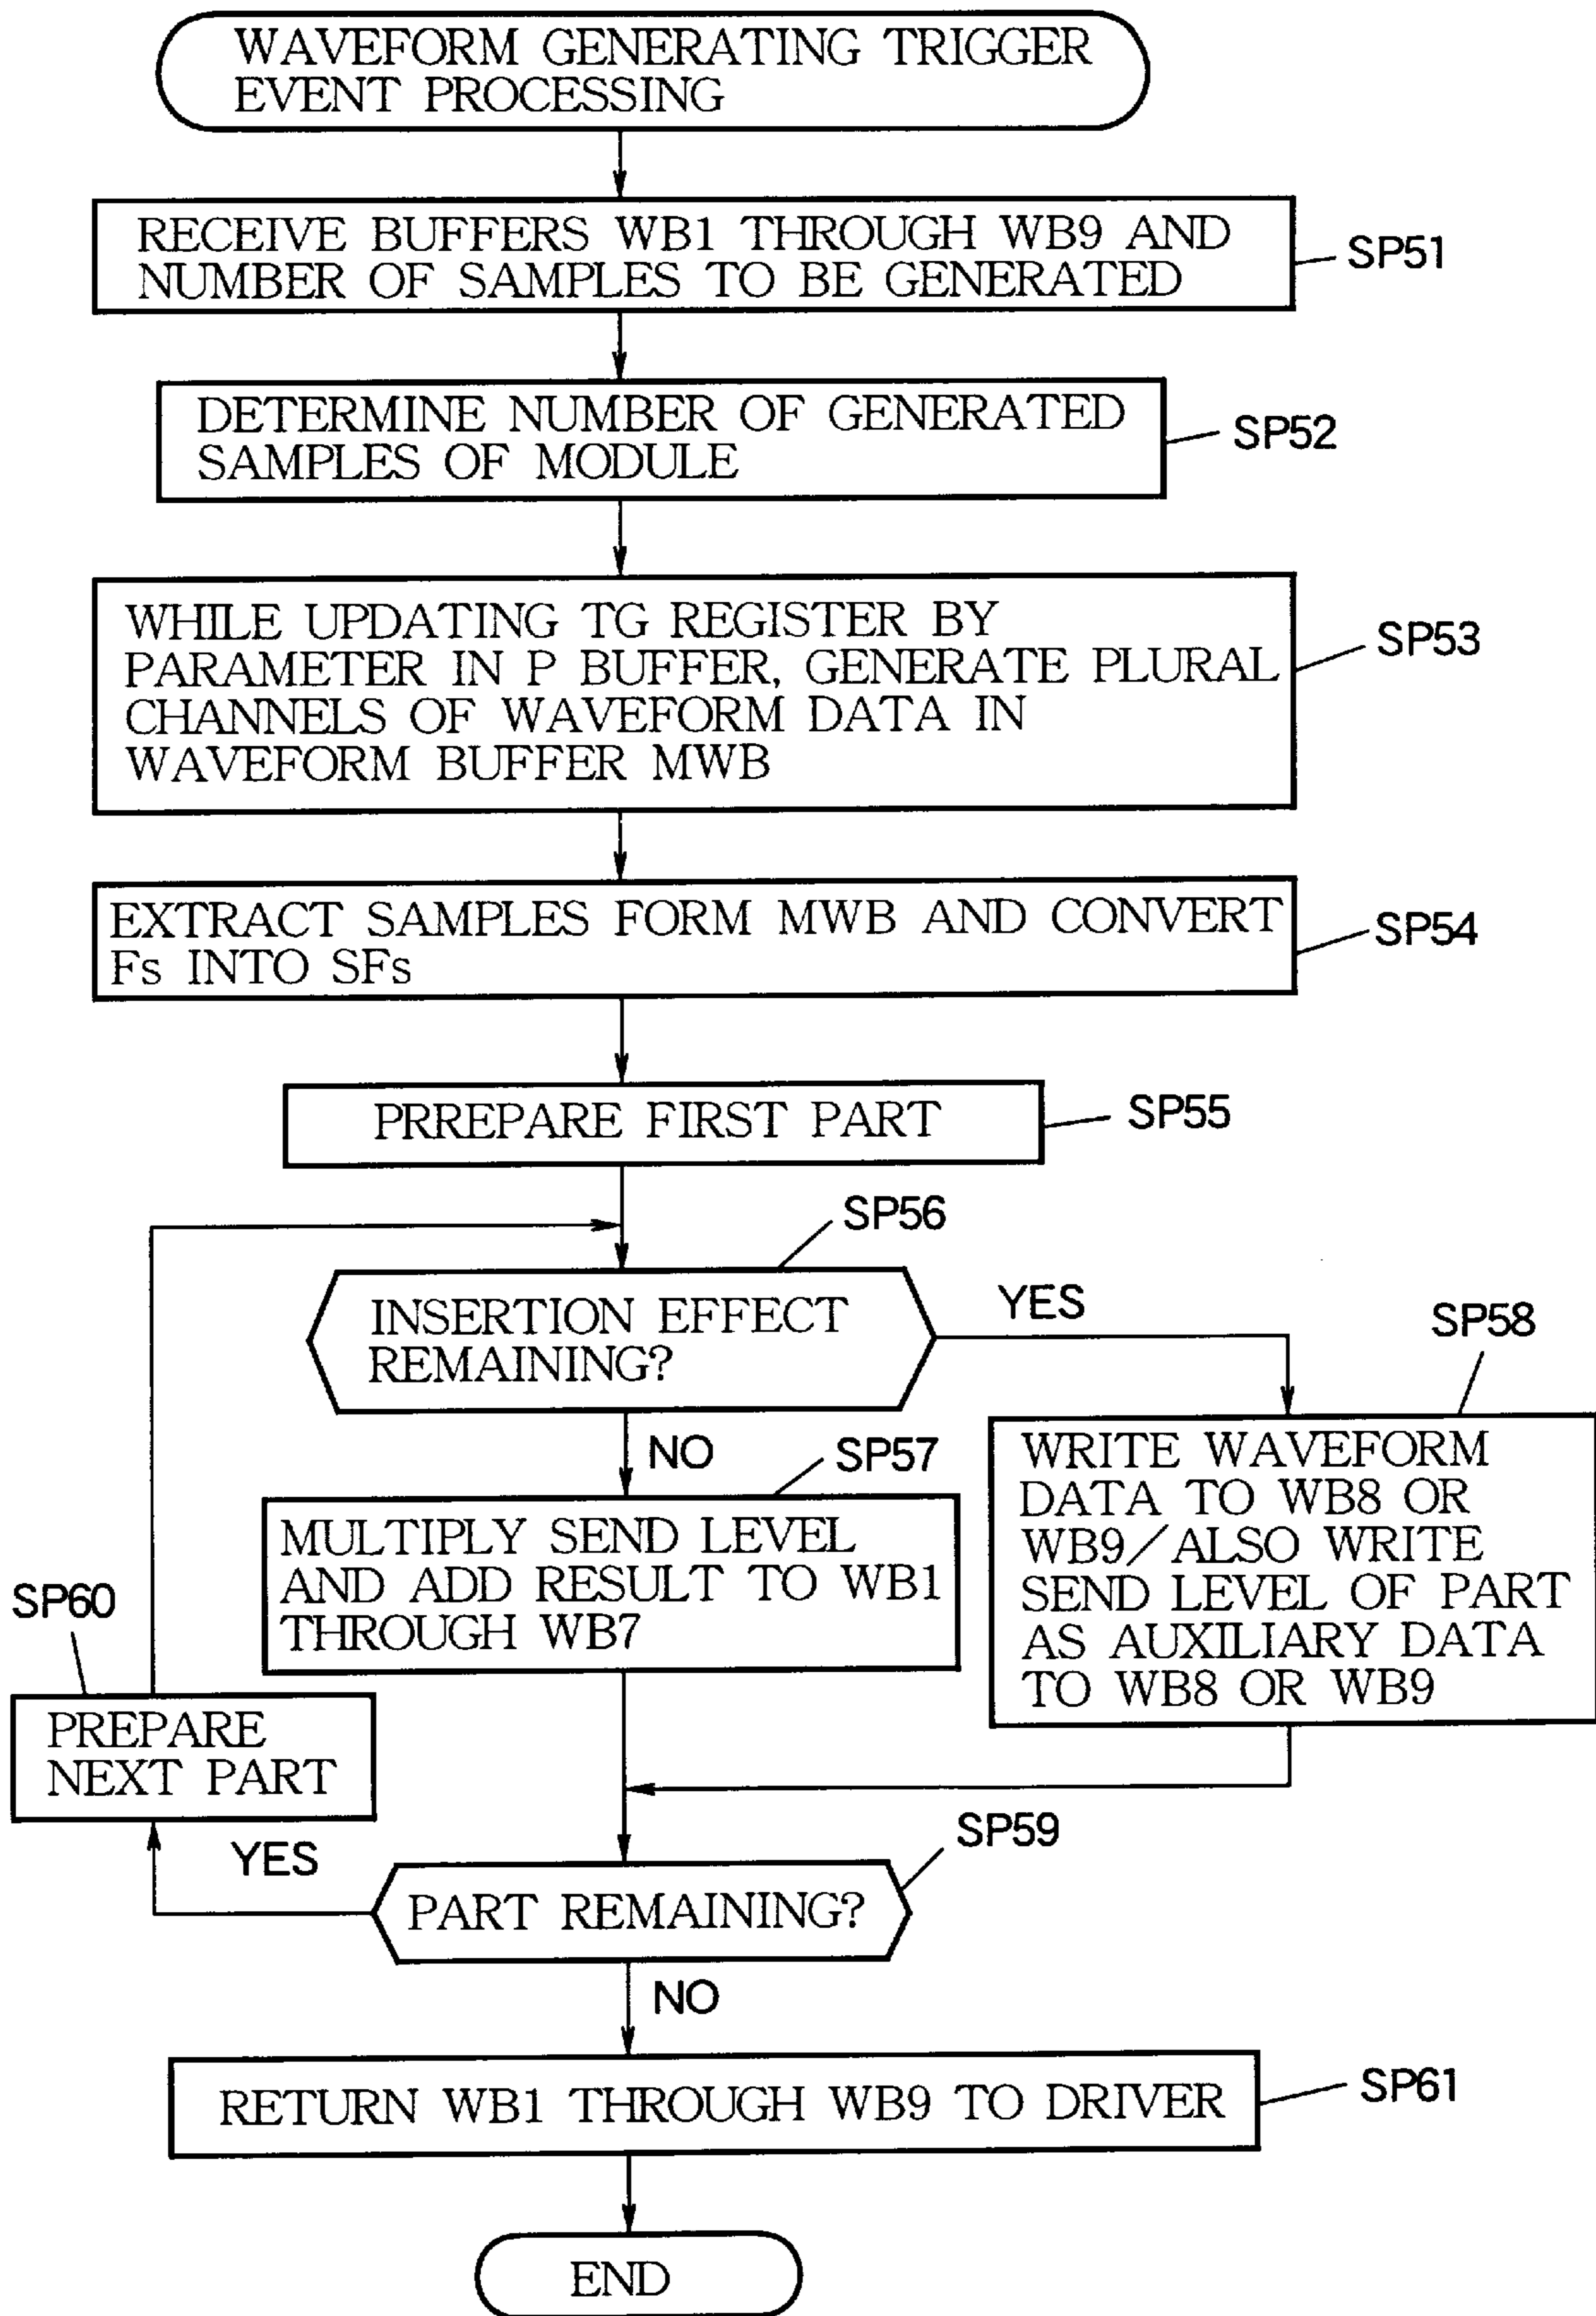 WAVEFORM GENERATING TRIGGER
EVENT PROCESSING
RECEIVE BUFFERS WB1 THROUGH WB9 AND
NUMBER OF SAMPLES TO BE GENERATED
SP51
DETERMINE NUMBER OF GENERATED
SAMPLES OF MODULE
SP52
WHILE UPDATING TG REGISTER BY
PARAMETER IN P BUFFER, GENERATE PLURAL
CHANNELS OF WAVEFORM DATA IN
WAVEFORM BUFFER MWB
SP53
EXTRACT SAMPLES FORM MWB AND CONVERT
Fs INTO SFs
SP54
PRREPARE FIRST PART
SP55
SP56
INSERTION EFFECT
REMAINING?
YES
NO
SP57
MULTIPLY SEND LEVEL
AND ADD RESULT TO WB1
THROUGH WB7
SP58
WRITE WAVEFORM
DATA TO WB8 OR
WB9/ALSO WRITE
SEND LEVEL OF PART
AS AUXILIARY DATA
TO WB8 OR WB9
SP60
PREPARE
NEXT PART
YES
SP59
PART REMAINING?
NO
RETURN WB1 THROUGH WB9 TO DRIVER
SP61
END